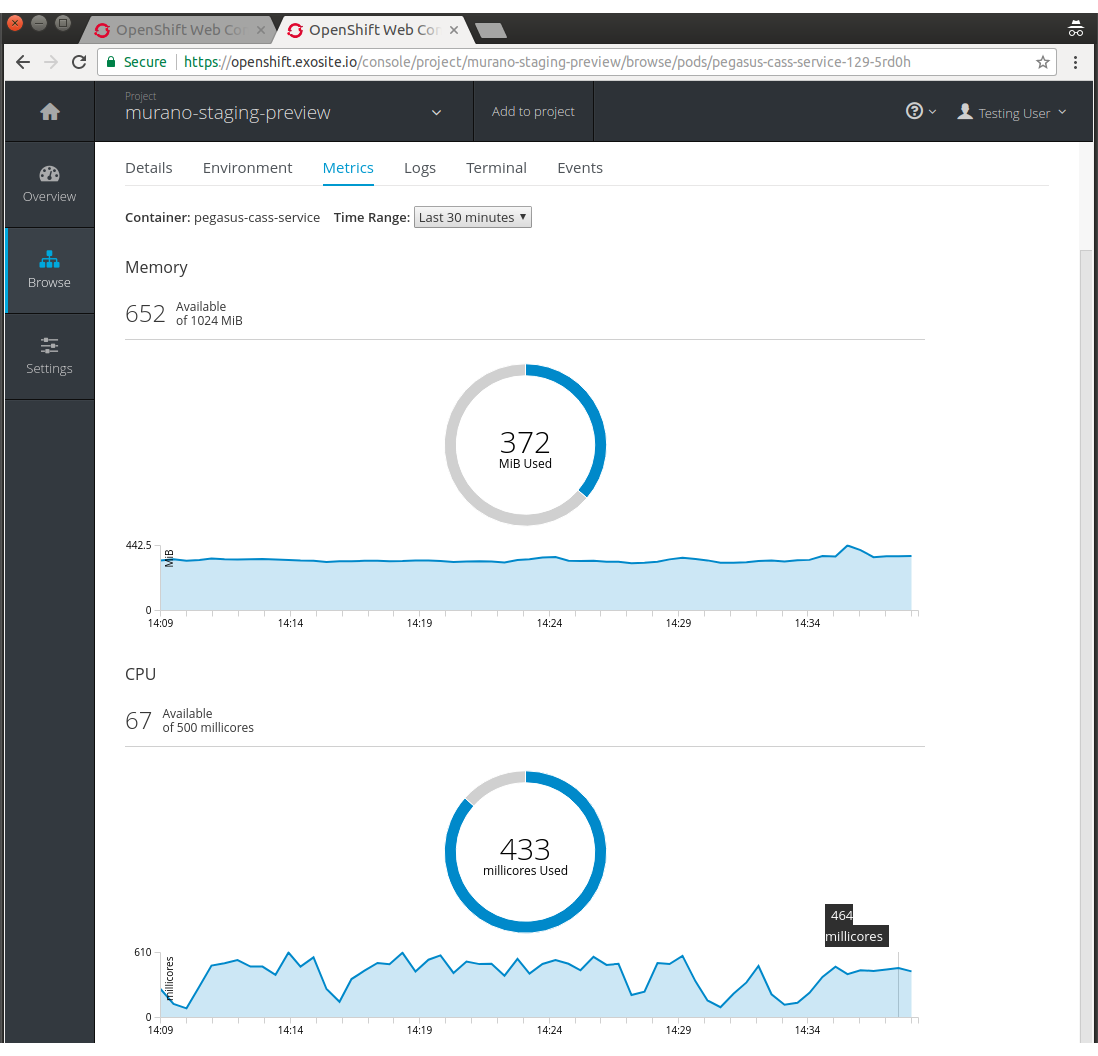 OpenShift Web Cor × OpenShift Web Cor ×
Secure https://openshift.exosite.io/console/project/murano-staging-preview/browse/pods/pegasus-cass-service-129-5rd0h
Project
murano-staging-preview
Add to project
Testing User
Overview
Browse
Settings
Details Environment Metrics Logs Terminal Events
Container: pegasus-cass-service Time Range: Last 30 minutes
Memory
652 Available
of 1024 MiB
372
MiB Used
442.5
MiB
0
14:09 14:14 14:19 14:24 14:29 14:34
CPU
67 Available
of 500 millicores
433
millicores Used
464
millicores
610
millicores
0
14:09 14:14 14:19 14:24 14:29 14:34